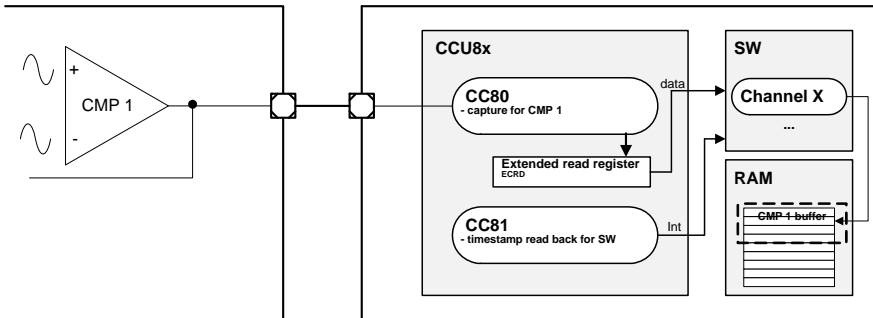 CCU8x
SW
+
CMP 1
-
CC80
- capture for CMP 1
data
Channel X
...
Extended read register
ECRD
RAM
CMP 1 buffer
CC81
- timestamp read back for SW
Int